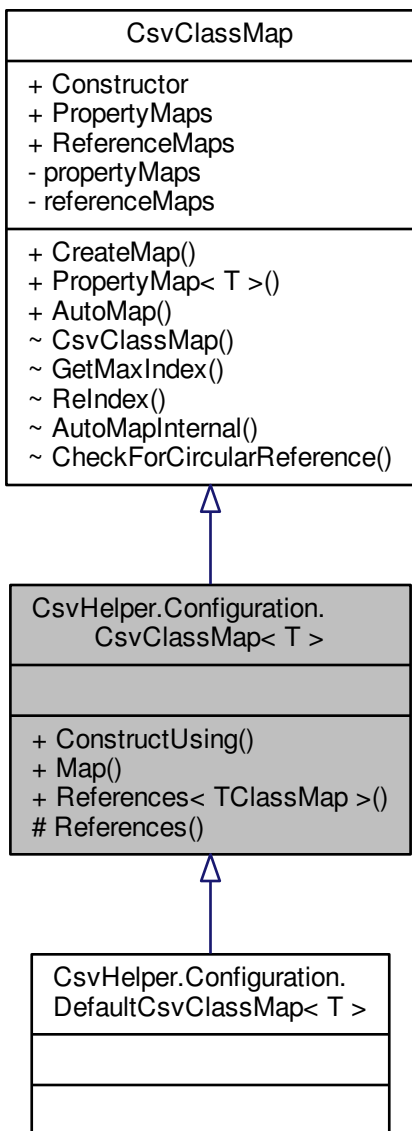 CsvClassMap
+ Constructor
+ PropertyMaps
+ ReferenceMaps
- propertyMaps
- referenceMaps
+ CreateMap()
+ PropertyMap< T >()
+ AutoMap()
~ CsvClassMap()
~ GetMaxIndex()
~ ReIndex()
~ AutoMapInternal()
~ CheckForCircularReference()
CsvHelper.Configuration.
CsvClassMap< T >
+ ConstructUsing()
+ Map()
+ References< TClassMap >()
# References()
CsvHelper.Configuration.
DefaultCsvClassMap< T >